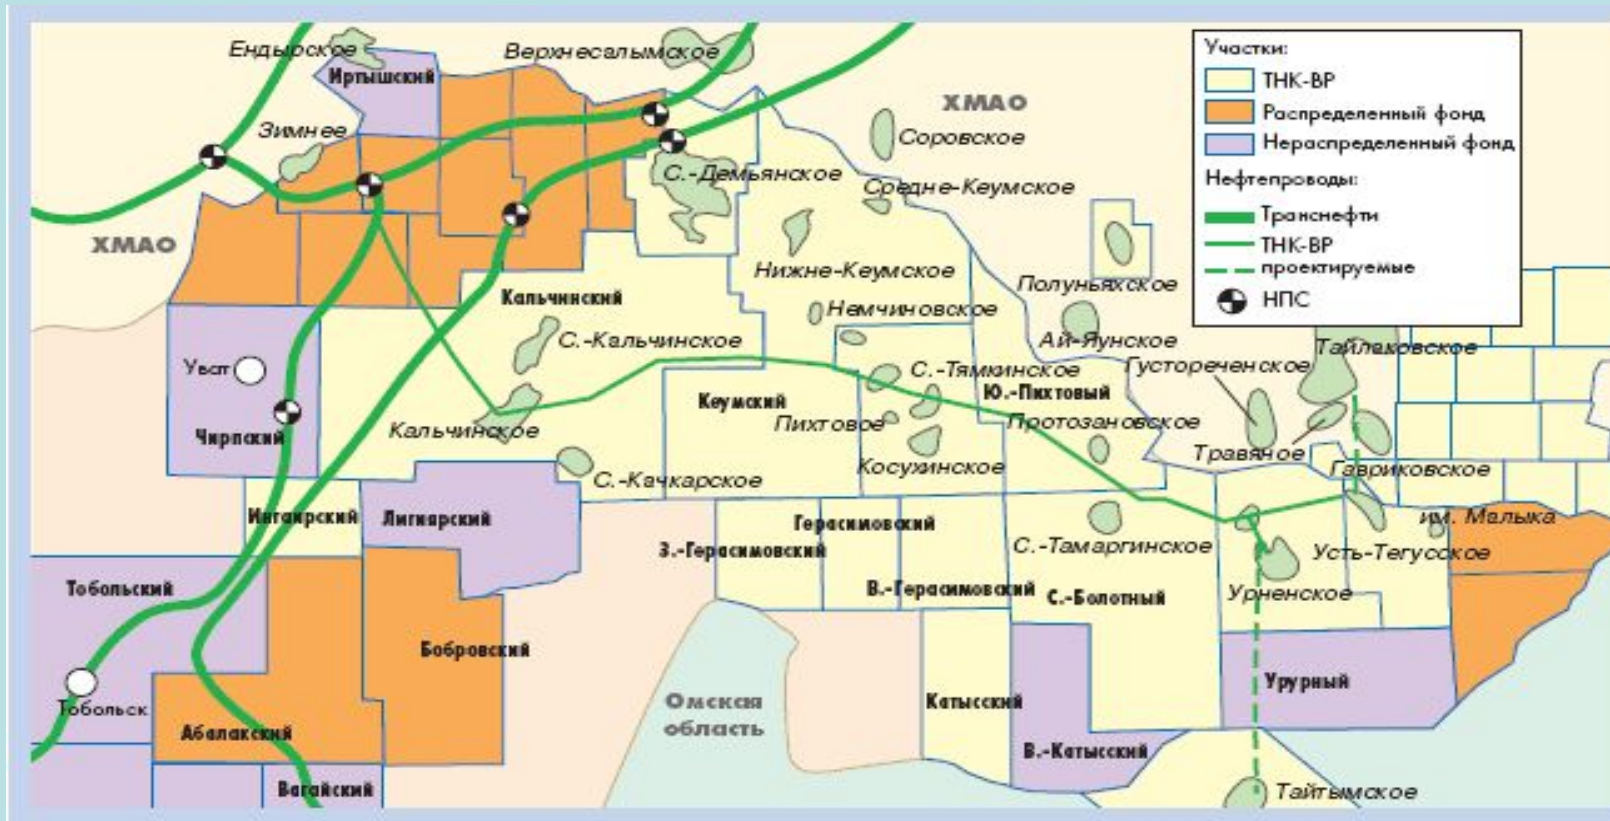 Ендырское
Верхнесалымское
Иртышский
Зимнее
ХМАО
Соровское
С.-Демьянское
Средне-Кеумское
ХМАО
Нижне-Кеумское
Полуньяхское
Кальчинский
Немчиновское
С.-Кальчинское
Ай-Яунское
Тайлаковское
Густореченское
Уват
С.-Тямкинское
Ю.-Пихтовый
Кеумский
Пихтовое
Протозановское
Кальчинское
Чирпский
Косухинское
Травяное
Гавриковское
С.-Качкарское
Ингаирский
Лигиярский
Герасимовский
им. Малыка
З.-Герасимовский
С.-Тамаргинское
Усть-Тегусское
Тобольский
В.-Герасимовский
С.-Болотный
Урненское
Бобровский
Урурный
Тобольск
Омская
область
Катысский
Абалакский
В.-Катысский
Вагайский
Тайтымское
Участки:
ТНК-ВР
Распределенный фонд
Нераспределенный фонд
Нефтепроводы:
Транснефти
ТНК-ВР
проектируемые
НПС